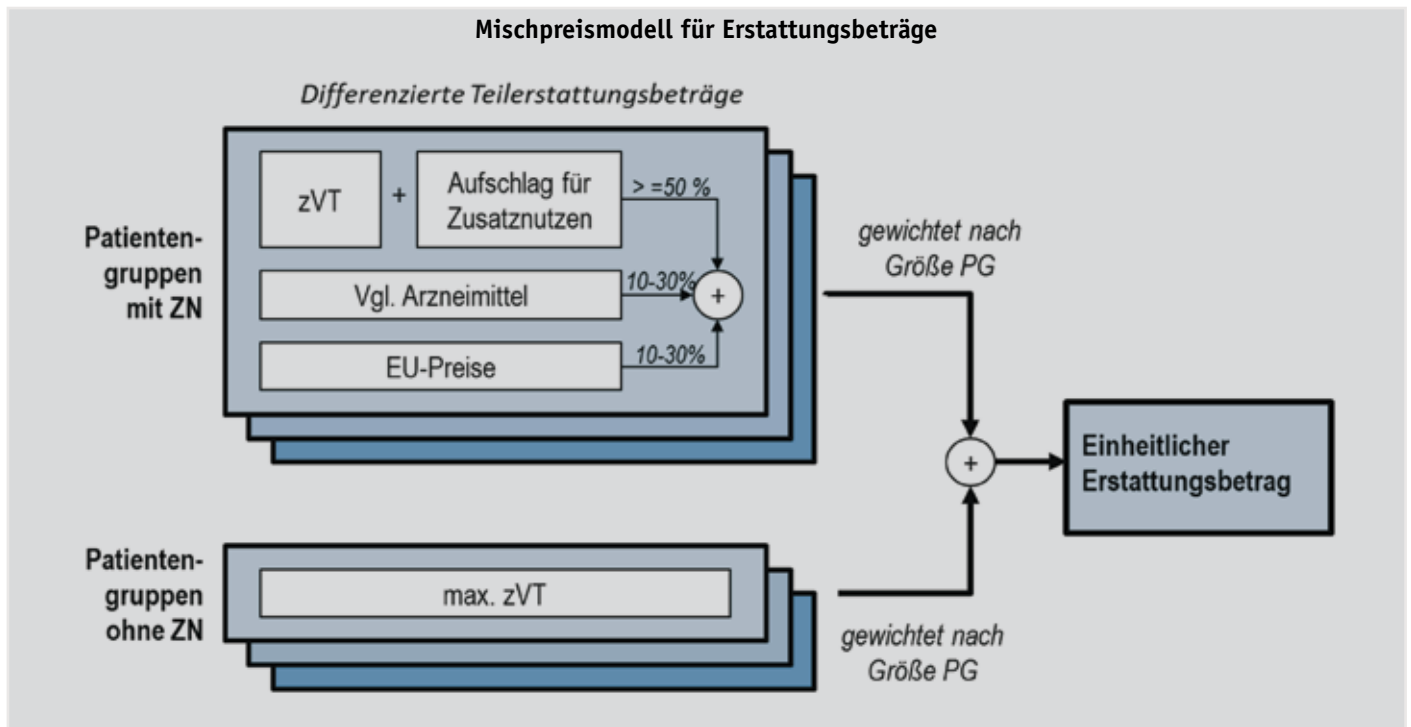 Mischpreismodell für Erstattungsbeträge
Differenzierte Teilerstattungsbeträge
Patienten-
gruppen
mit ZN
zVT
+
Aufschlag für
Zusatznutzen
> =50 %
Vgl. Arzneimittel
10-30%
+
EU-Preise
10-30%
gewichtet nach
Größe PG
+
Einheitlicher
Erstattungsbetrag
Patienten-
gruppen
ohne ZN
max. zVT
gewichtet nach
Größe PG